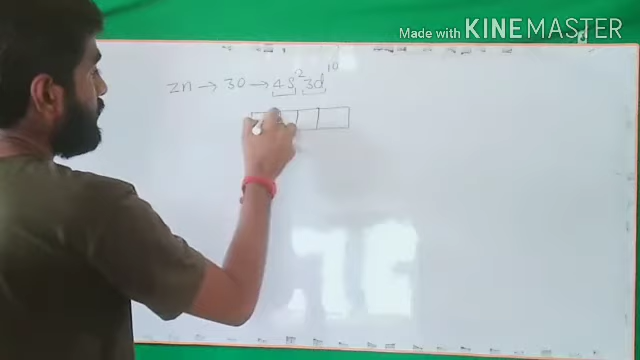 Made with KINEMASTER
Zn → 30 → 4S² 3d¹⁰